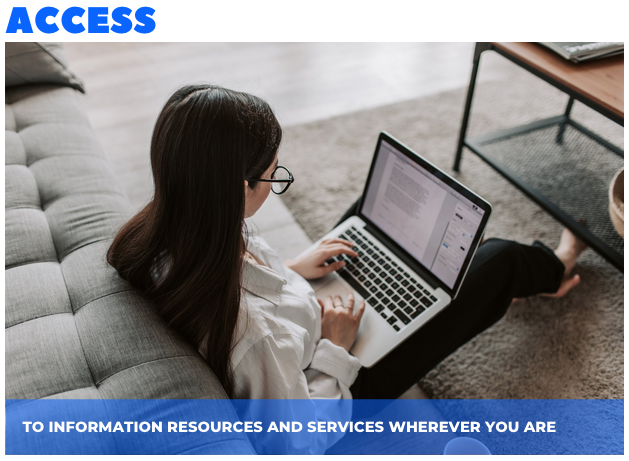 ACCESS
TO INFORMATION RESOURCES AND SERVICES WHEREVER YOU ARE